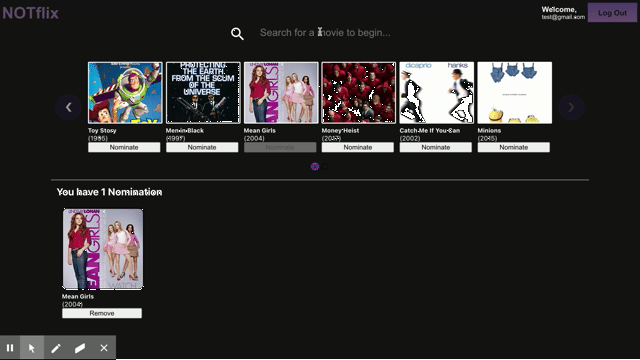 NOTflix
Welcome,
test@gmail.com
Log Out
Search for a movie to begin...
PROTECTING
THE EARTH
FROM THE SCUM
OF THE
UNIVERSE
dicaprio hanks
Toy Story
(1995)
Nominate
Men in Black
(1997)
Nominate
Mean Girls
(2004)
Nominate
Money Heist
Nominate
Catch Me If You Can
(2002)
Nominate
Minions
(2015)
Nominate
You have 1 Nomination
LINDSAY LOHAN
MEAN GIRLS
Mean Girls
(2004)
Remove